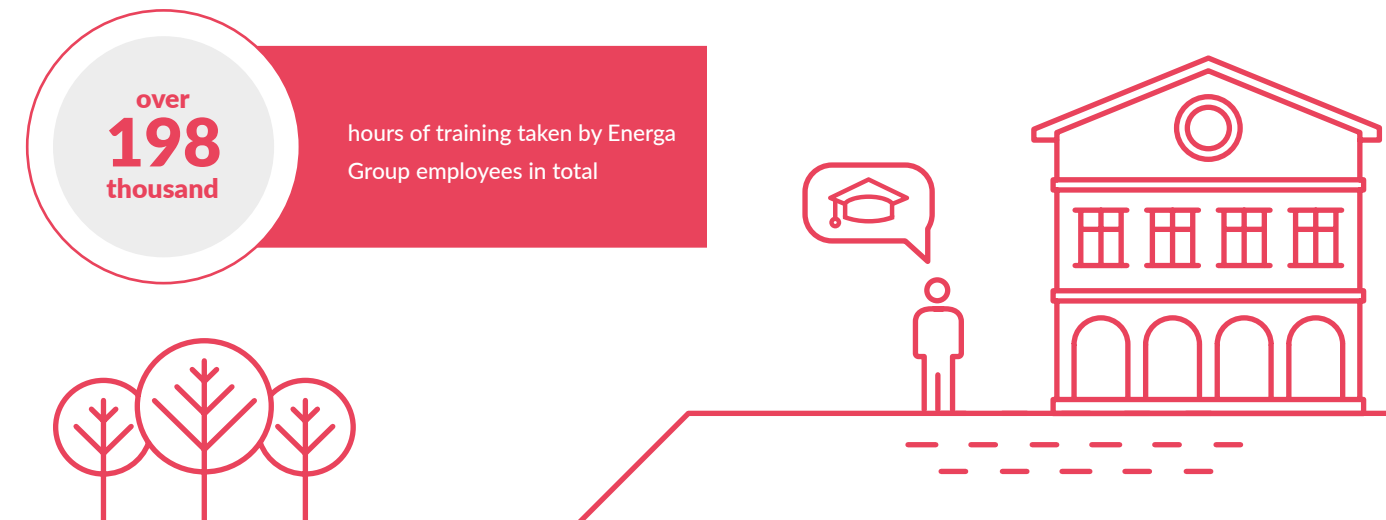 over
198
thousand
hours of training taken by Energa
Group employees in total